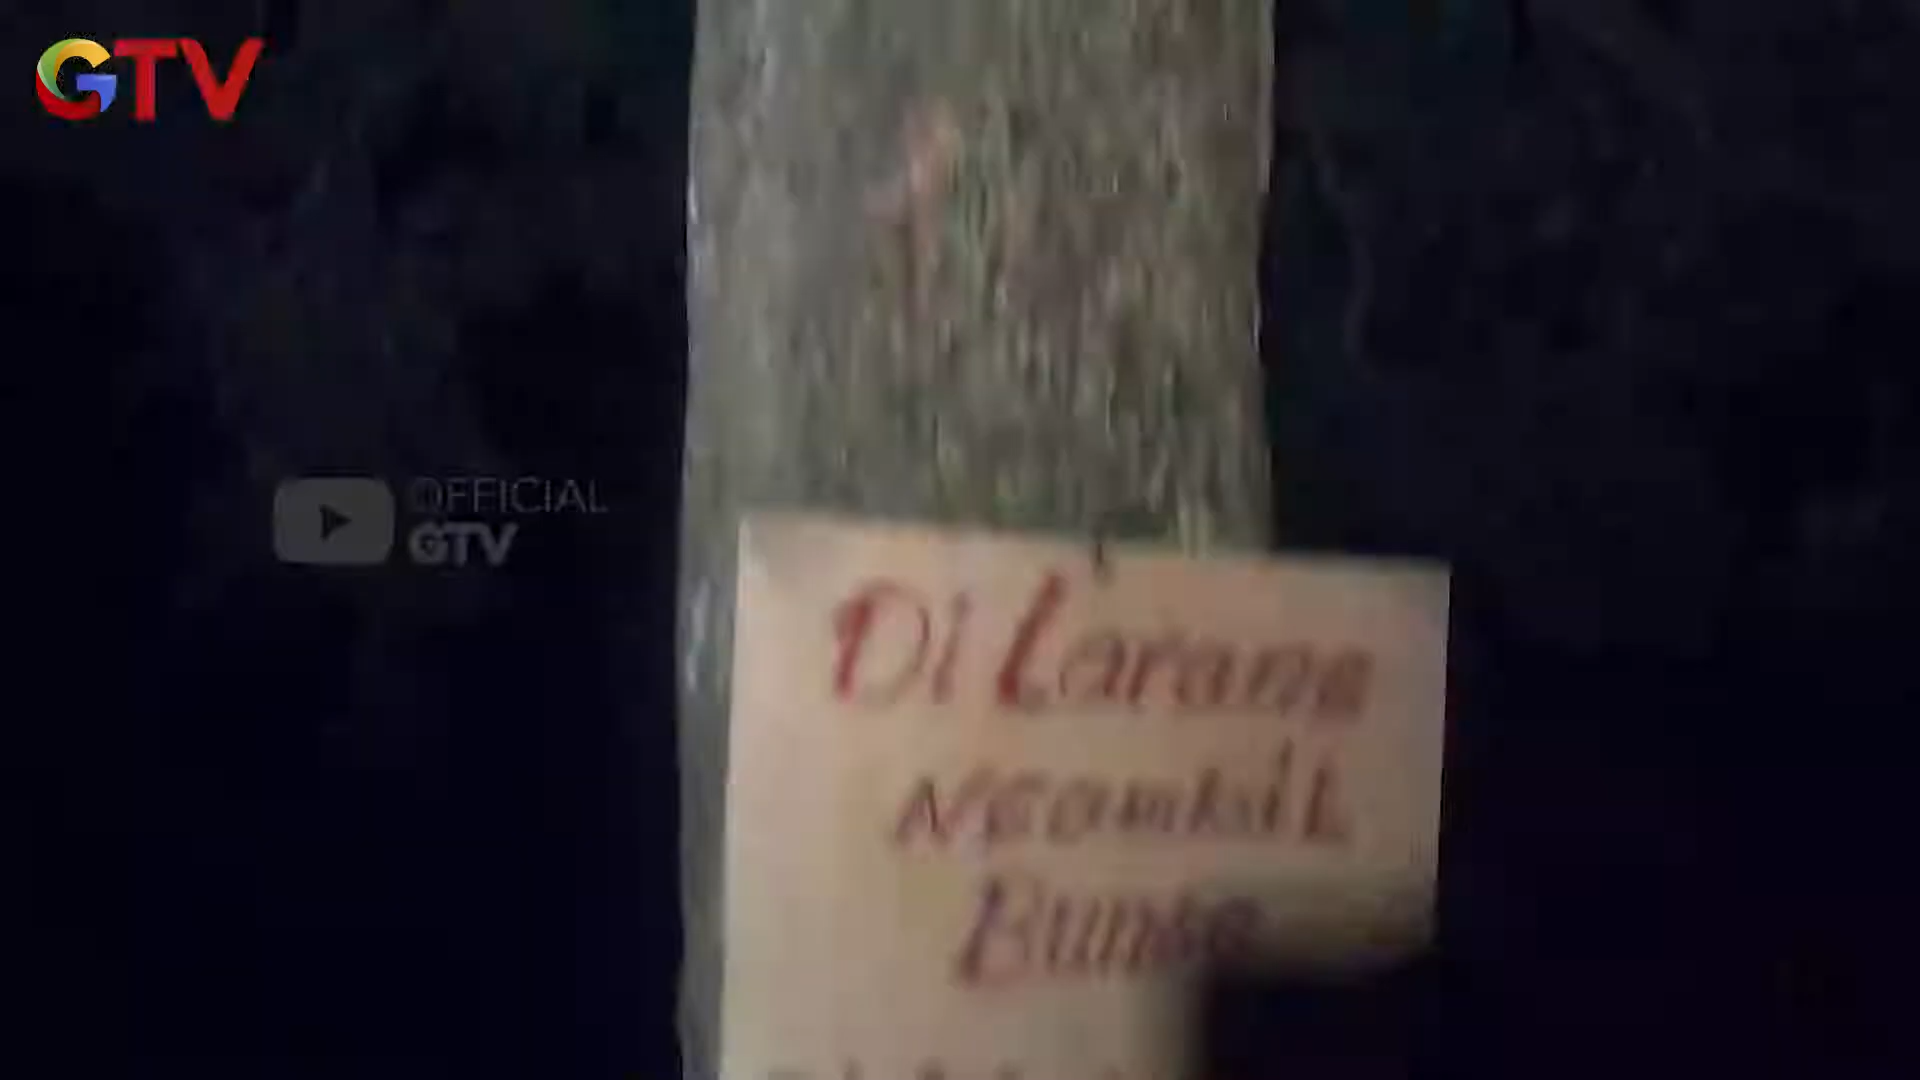 GTV
OFFICIAL
GTV
Di Larang
NGambil
Bunga